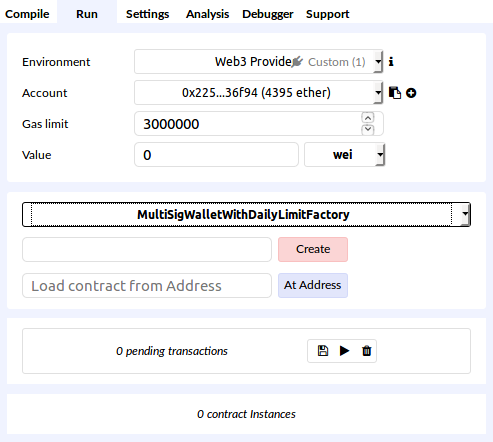 Compile Run Settings Analysis Debugger Support
Environment Web3 Provide Custom (1)
Account 0x225...36f94 (4395 ether)
Gas limit 3000000
Value 0 wei
MultiSigWalletWithDailyLimitFactory
Create
Load contract from Address At Address
0 pending transactions
0 contract Instances